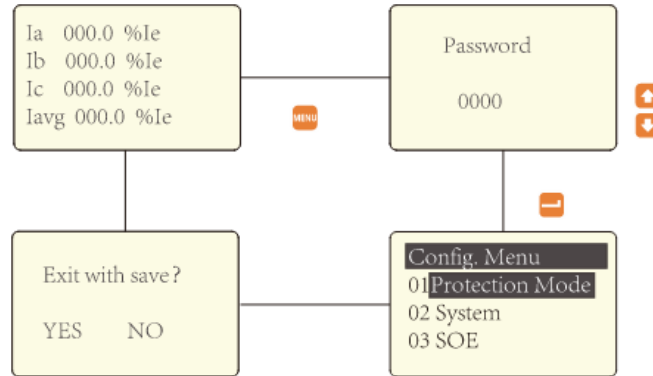 Ia 000.0 %Ie
Ib 000.0 %Ie
Ic 000.0 %Ie
Iavg 000.0 %Ie
MENU
Password
0000
Exit with save?
YES NO
Config. Menu
01 Protection Mode
02 System
03 SOE